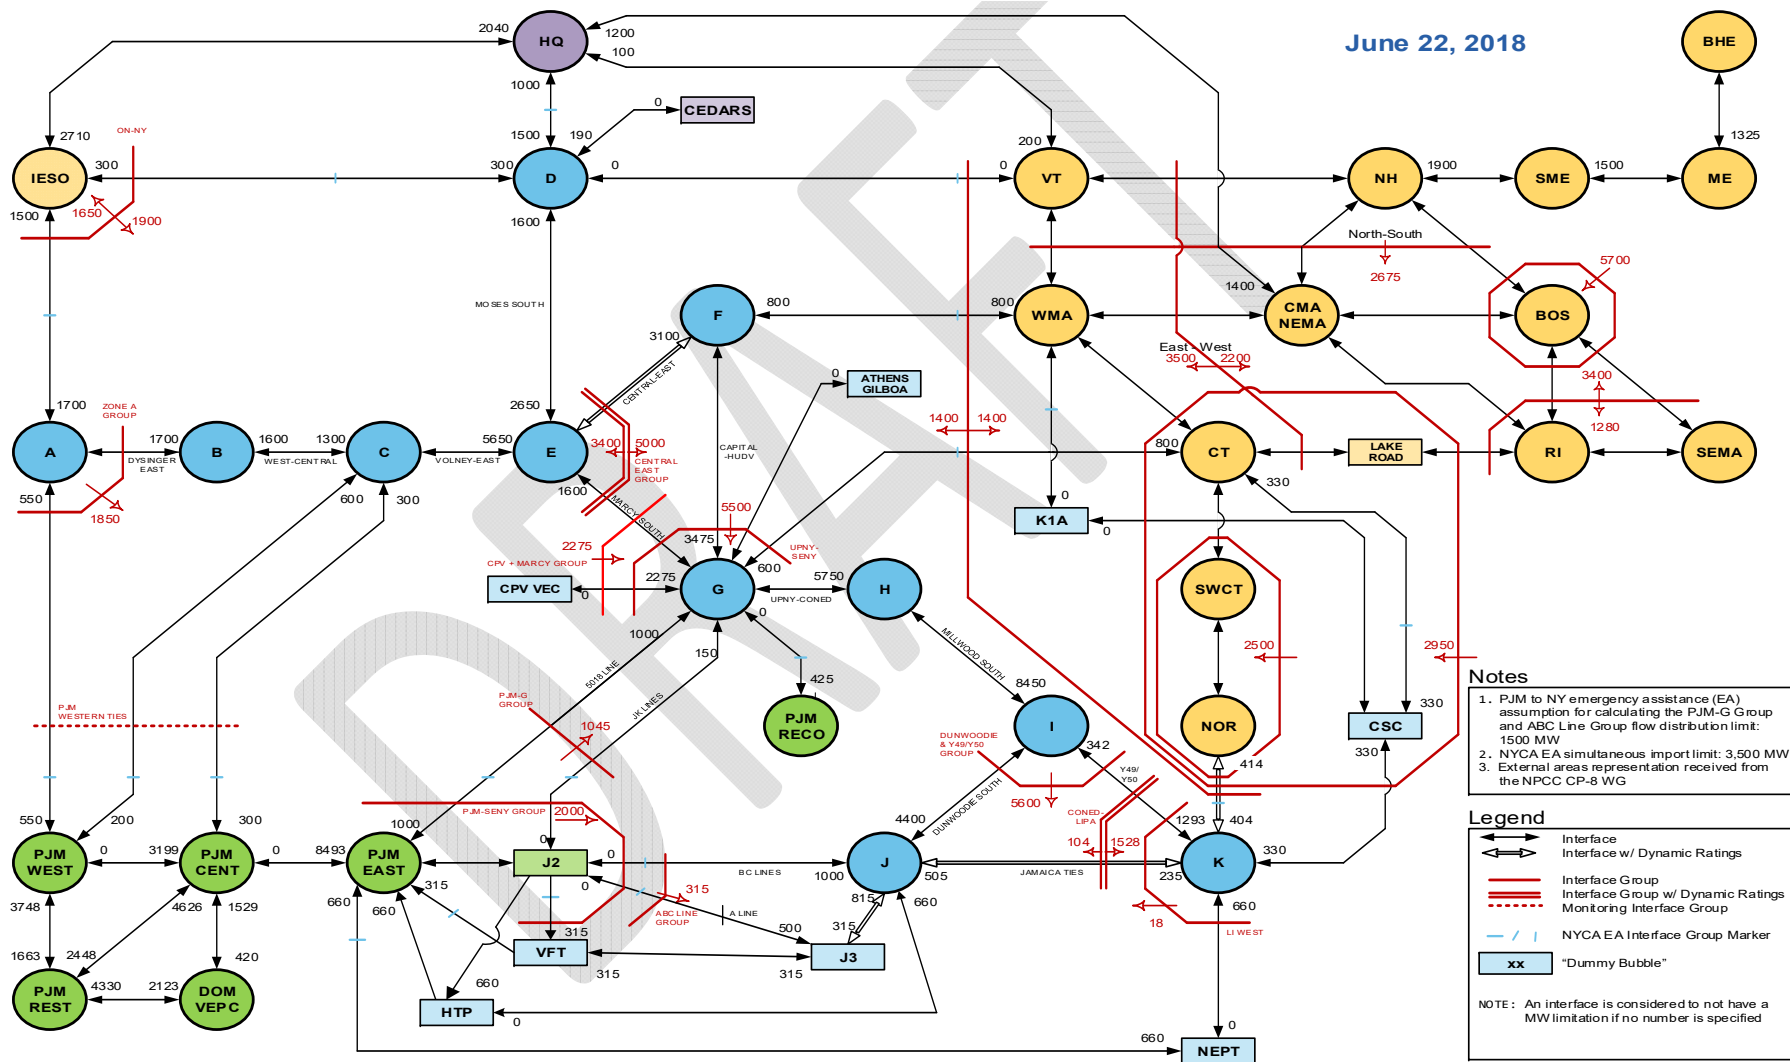 June 22, 2018
2040
HQ
1200
100
1000
BHE
0
CEDARS
1325
2710
ON-NY
1500
190
200
IESO
300
300
D
0
0
VT
NH
1900
SME
1500
ME
1500
1650
1900
1600
North-South
2675
5700
MOSES SOUTH
1400
F
800
800
WMA
CMA
NEMA
BOS
3100
CENTRAL-EAST
East - West
3500
2200
0
ATHENS
GILBOA
3400
1280
1700
ZONE A
GROUP
2650
1400
1400
A
1700
B
1600
1300
C
5650
E
3400
5000
CAPITAL
-HUDV
800
CT
LAKE
ROAD
RI
SEMA
DYSINGER
EAST
WEST-CENTRAL
VOLNEY-EAST
CENTRAL
EAST
GROUP
550
1850
600
300
1600
MARCY SOUTH
330
0
K1A
0
5500
3475
UPNY-
SENY
2275
CPV + MARCY GROUP
600
5750
CPV VEC
0
2275
G
UPNY-CONED
H
SWCT
0
1000
150
MILLWOOD SOUTH
2500
2950
5018 LINE
JK LINES
425
8450
PJM-G
GROUP
PJM
RECO
I
NOR
CSC
330
PJM
WESTERN TIES
1045
DUNWOODIE
& Y49/Y50
GROUP
342
330
Y49/
Y50
414
5600
DUNWOODIE SOUTH
CONED-
LIPA
550
200
300
1000
PJM-SENY GROUP
2000
4400
1293
404
104
1528
PJM
WEST
0
3199
PJM
CENT
0
8493
PJM
EAST
0
J2
0
BC LINES
J
1000
505
JAMAICA TIES
235
K
330
315
0
660
660
ABC LINE
GROUP
315
A LINE
815
660
18
660
LI WEST
3748
4626
1529
315
500
315
VFT
315
J3
315
1663
2448
420
PJM
REST
4330
2123
DOM
VEPC
660
HTP
0
0
660
NEPT
Notes
1. PJM to NY emergency assistance (EA)
assumption for calculating the PJM-G Group
and ABC Line Group flow distribution limit:
1500 MW
2. NYCA EA simultaneous import limit: 3,500 MW
3. External areas representation received from
the NPCC CP-8 WG
Legend
Interface
Interface w/ Dynamic Ratings
Interface Group
Interface Group w/ Dynamic Ratings
Monitoring Interface Group
NYCA EA Interface Group Marker
xx
"Dummy Bubble"
NOTE: An interface is considered to not have a
MW limitation if no number is specified
DRAFT